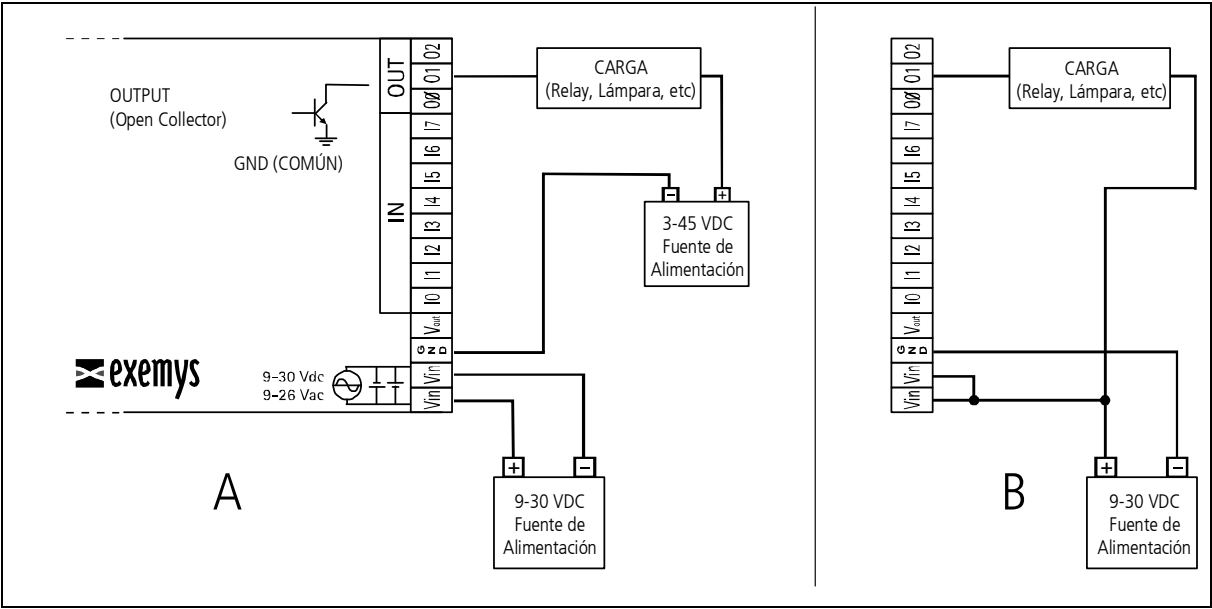 OUTPUT
(Open Collector)
GND (COMÚN)
OUT
IN
O2
O1
O0
I7
I6
I5
I4
I3
I2
I1
I0
Vout
GND
Vin
Vin
CARGA
(Relay, Lámpara, etc)
3-45 VDC
Fuente de
Alimentación
exemys
9-30 Vdc
9-26 Vac
A
9-30 VDC
Fuente de
Alimentación
O2
O1
O0
I7
I6
I5
I4
I3
I2
I1
I0
Vout
GND
Vin
Vin
CARGA
(Relay, Lámpara, etc)
B
9-30 VDC
Fuente de
Alimentación